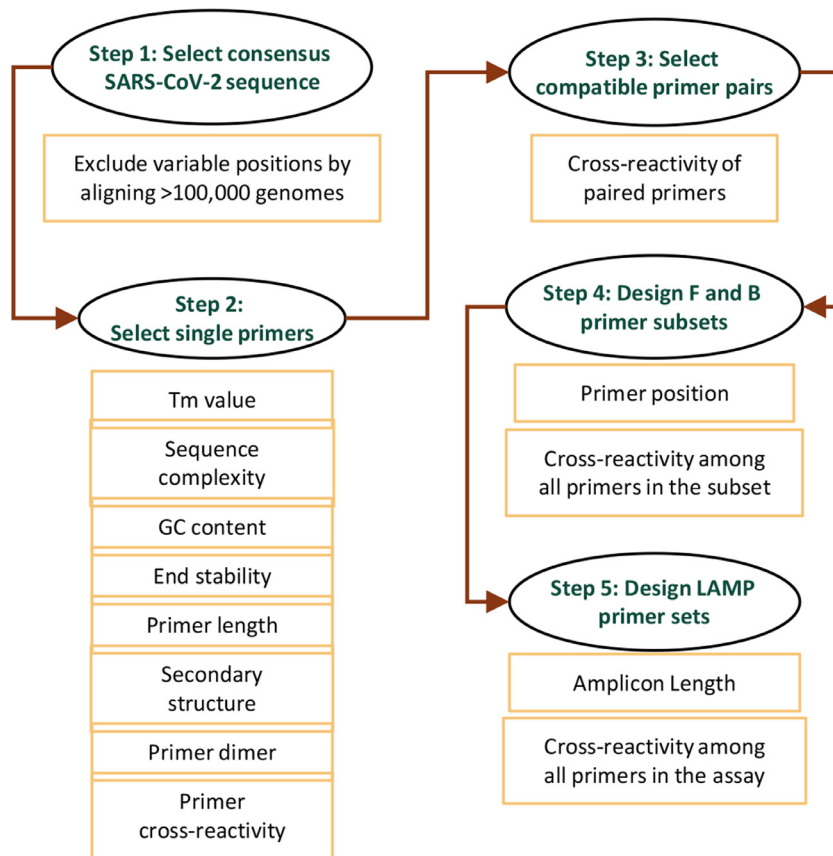 Step 1: Select consensus
SARS-CoV-2 sequence
Exclude variable positions by
aligning >100,000 genomes
Step 2:
Select single primers
Tm value
Sequence
complexity
GC content
End stability
Primer length
Secondary
structure
Primer dimer
Primer
cross-reactivity
Step 3: Select
compatible primer pairs
Cross-reactivity of
paired primers
Step 4: Design F and B
primer subsets
Primer position
Cross-reactivity among
all primers in the subset
Step 5: Design LAMP
primer sets
Amplicon Length
Cross-reactivity among
all primers in the assay